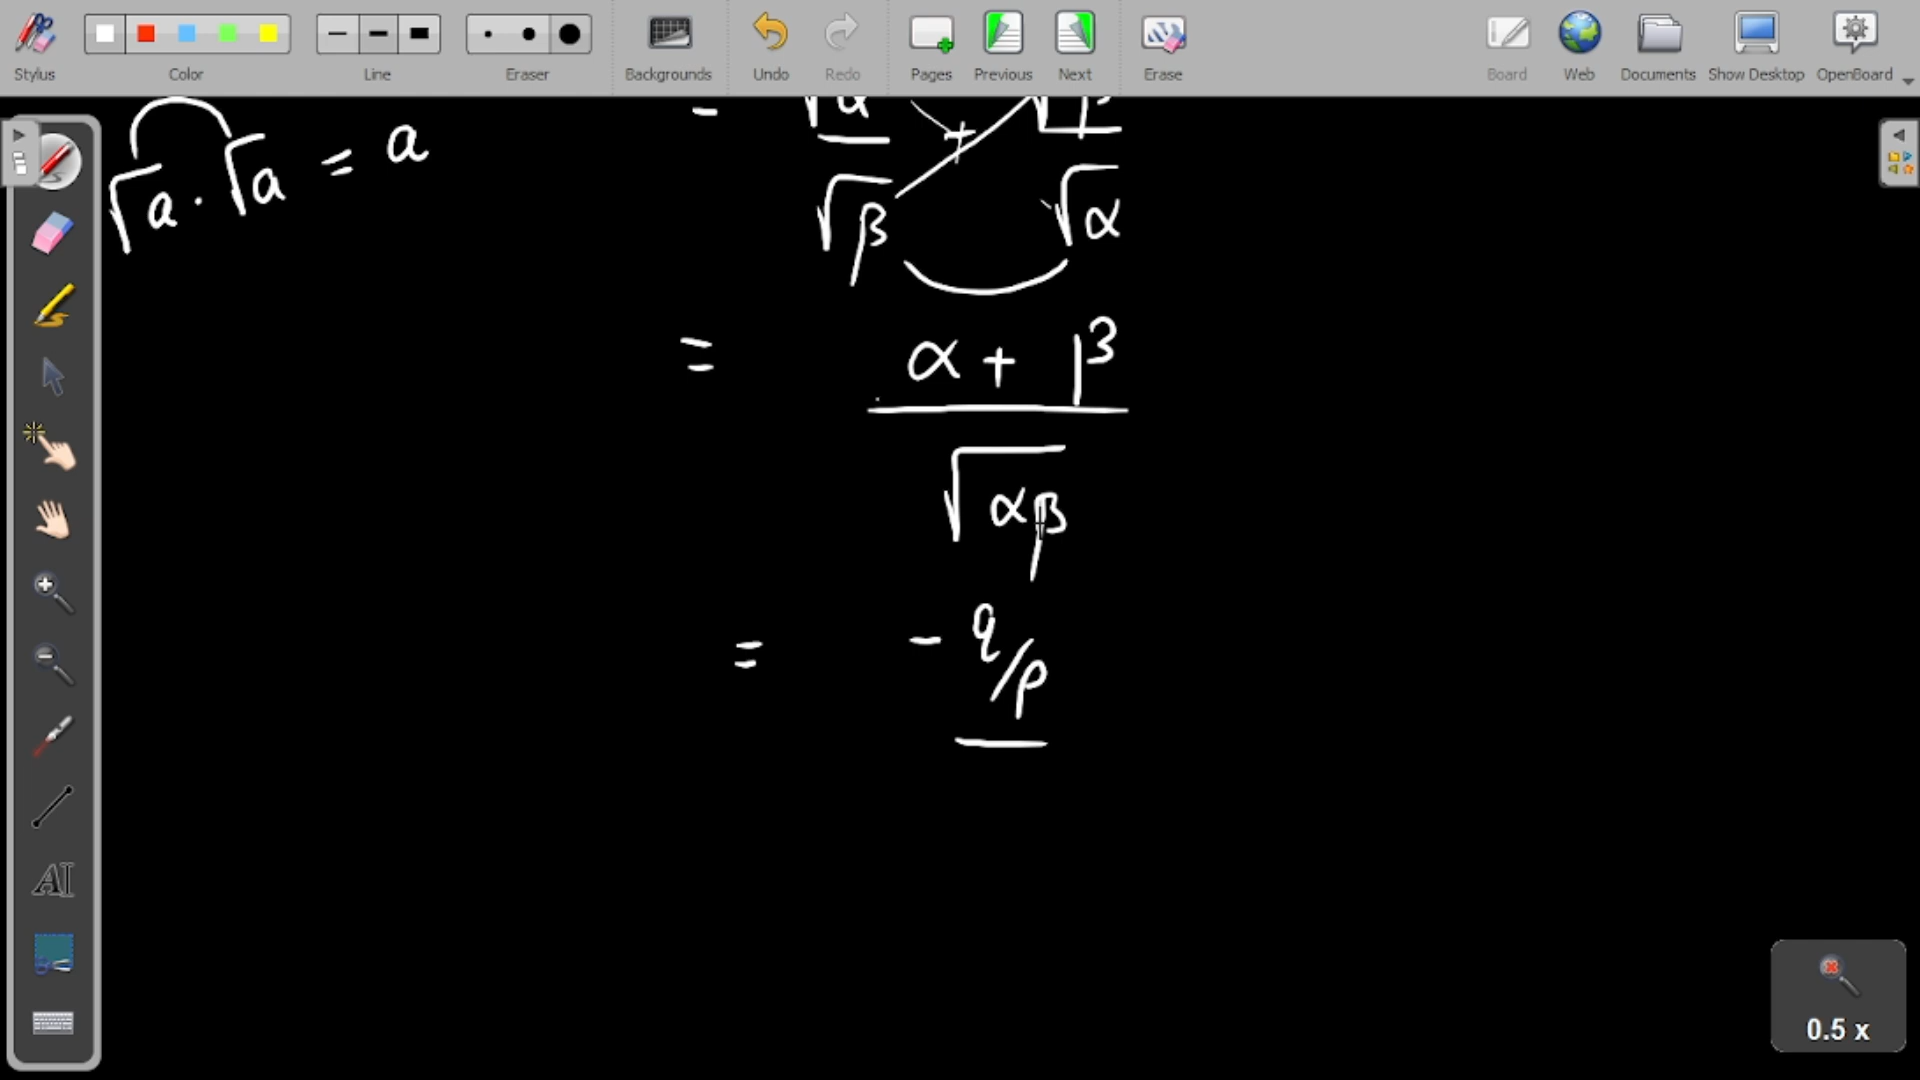 Stylus Color Line Eraser Backgrounds Undo Redo Pages Previous Next Erase Board Web Documents Show Desktop OpenBoard
√a · √a = a
= √α + √β
√β √α
= α + β
√αβ
= - q/p
AI
0.5 x